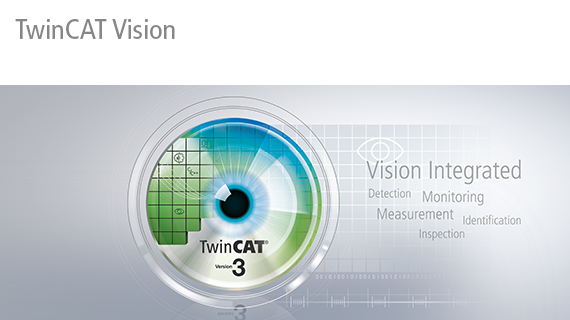 TwinCAT Vision
TwinCAT®
Version 3
Vision Integrated
Detection Monitoring
Measurement Identification
Inspection